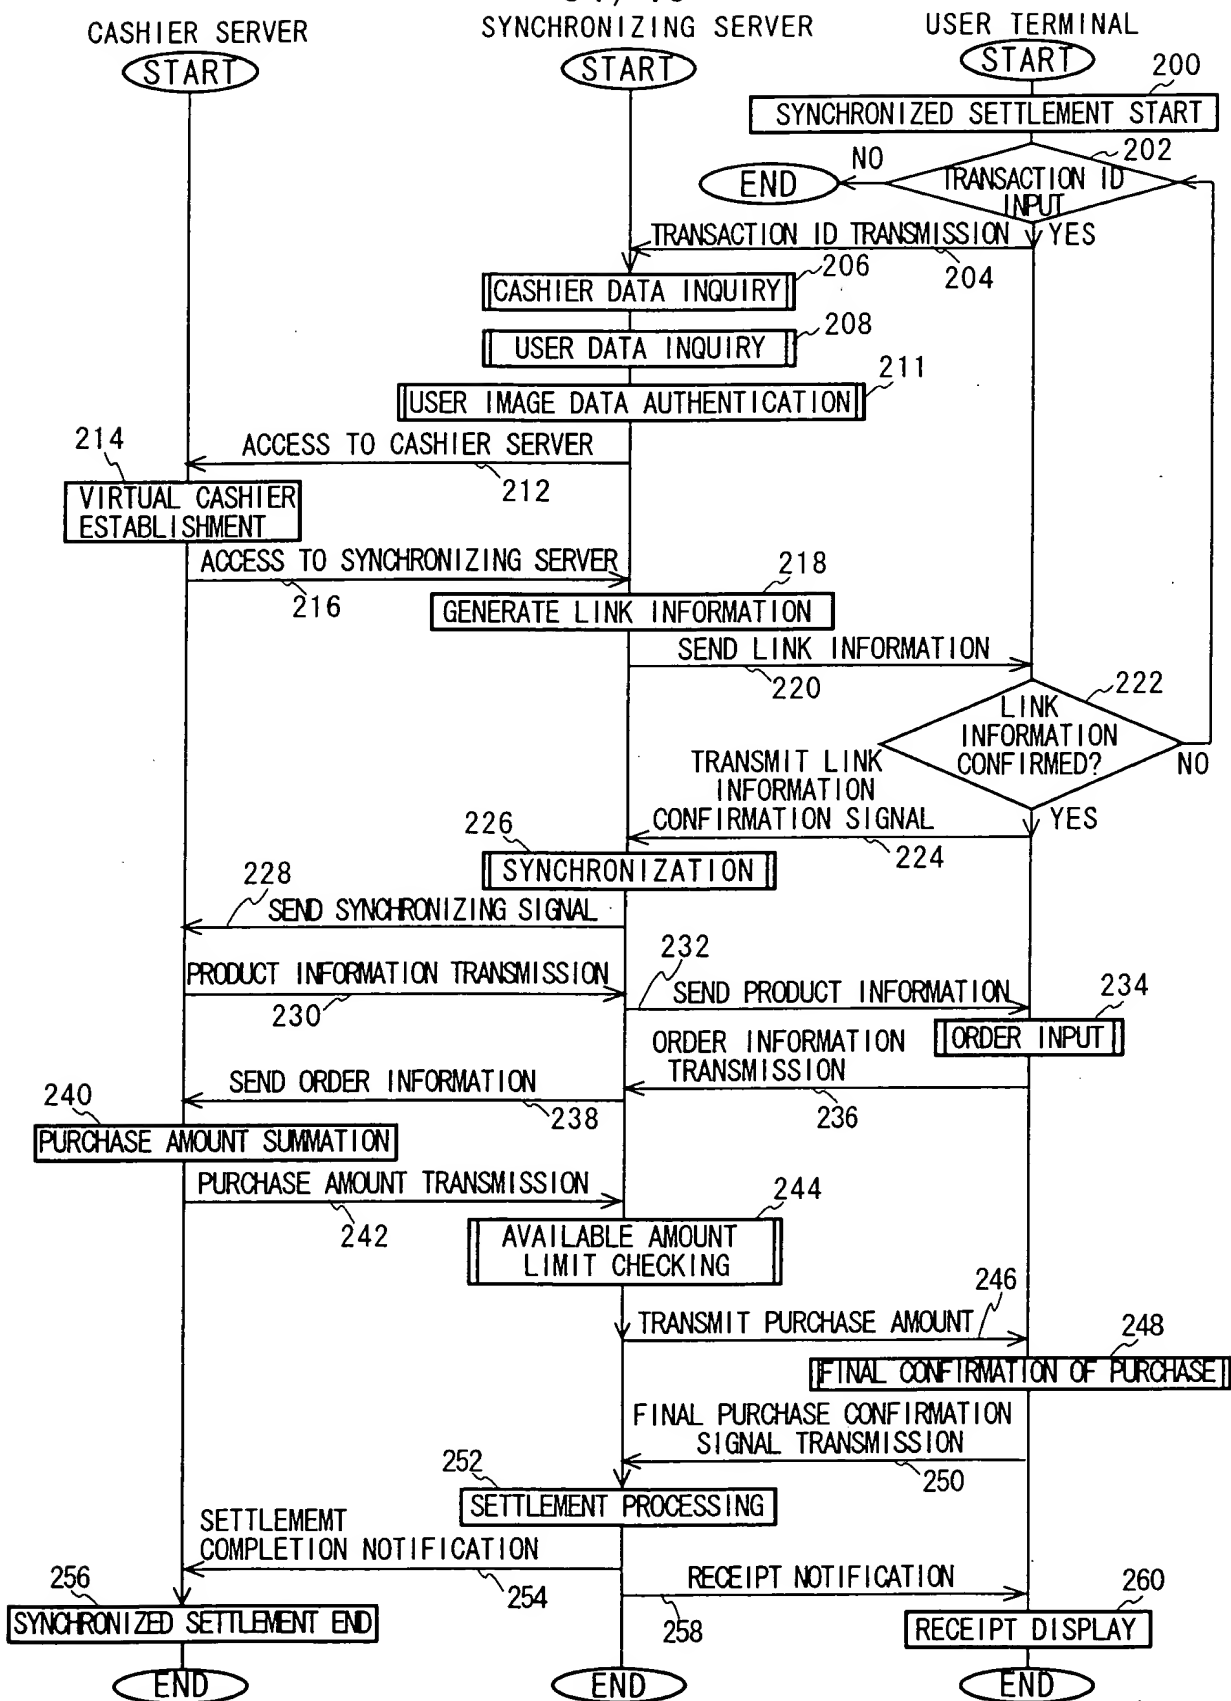 CASHIER SERVER
SYNCHRONIZING SERVER
USER TERMINAL
START
START
START
200
SYNCHRONIZED SETTLEMENT START
202
NO
END
TRANSACTION ID
INPUT
YES
TRANSACTION ID TRANSMISSION
204
206
CASHIER DATA INQUIRY
208
USER DATA INQUIRY
211
USER IMAGE DATA AUTHENTICATION
214
ACCESS TO CASHIER SERVER
212
VIRTUAL CASHIER
ESTABLISHMENT
ACCESS TO SYNCHRONIZING SERVER
216
218
GENERATE LINK INFORMATION
SEND LINK INFORMATION
220
222
LINK
INFORMATION
CONFIRMED?
NO
TRANSMIT LINK
INFORMATION
CONFIRMATION SIGNAL
YES
224
226
SYNCHRONIZATION
228
SEND SYNCHRONIZING SIGNAL
PRODUCT INFORMATION TRANSMISSION
230
232
SEND PRODUCT INFORMATION
234
ORDER INPUT
ORDER INFORMATION
TRANSMISSION
236
SEND ORDER INFORMATION
238
240
PURCHASE AMOUNT SUMMATION
PURCHASE AMOUNT TRANSMISSION
242
244
AVAILABLE AMOUNT
LIMIT CHECKING
246
TRANSMIT PURCHASE AMOUNT
248
FINAL CONFIRMATION OF PURCHASE
FINAL PURCHASE CONFIRMATION
SIGNAL TRANSMISSION
250
252
SETTLEMENT PROCESSING
SETTLEMEMT
COMPLETION NOTIFICATION
254
RECEIPT NOTIFICATION
258
256
SYNCHRONIZED SETTLEMENT END
260
RECEIPT DISPLAY
END
END
END